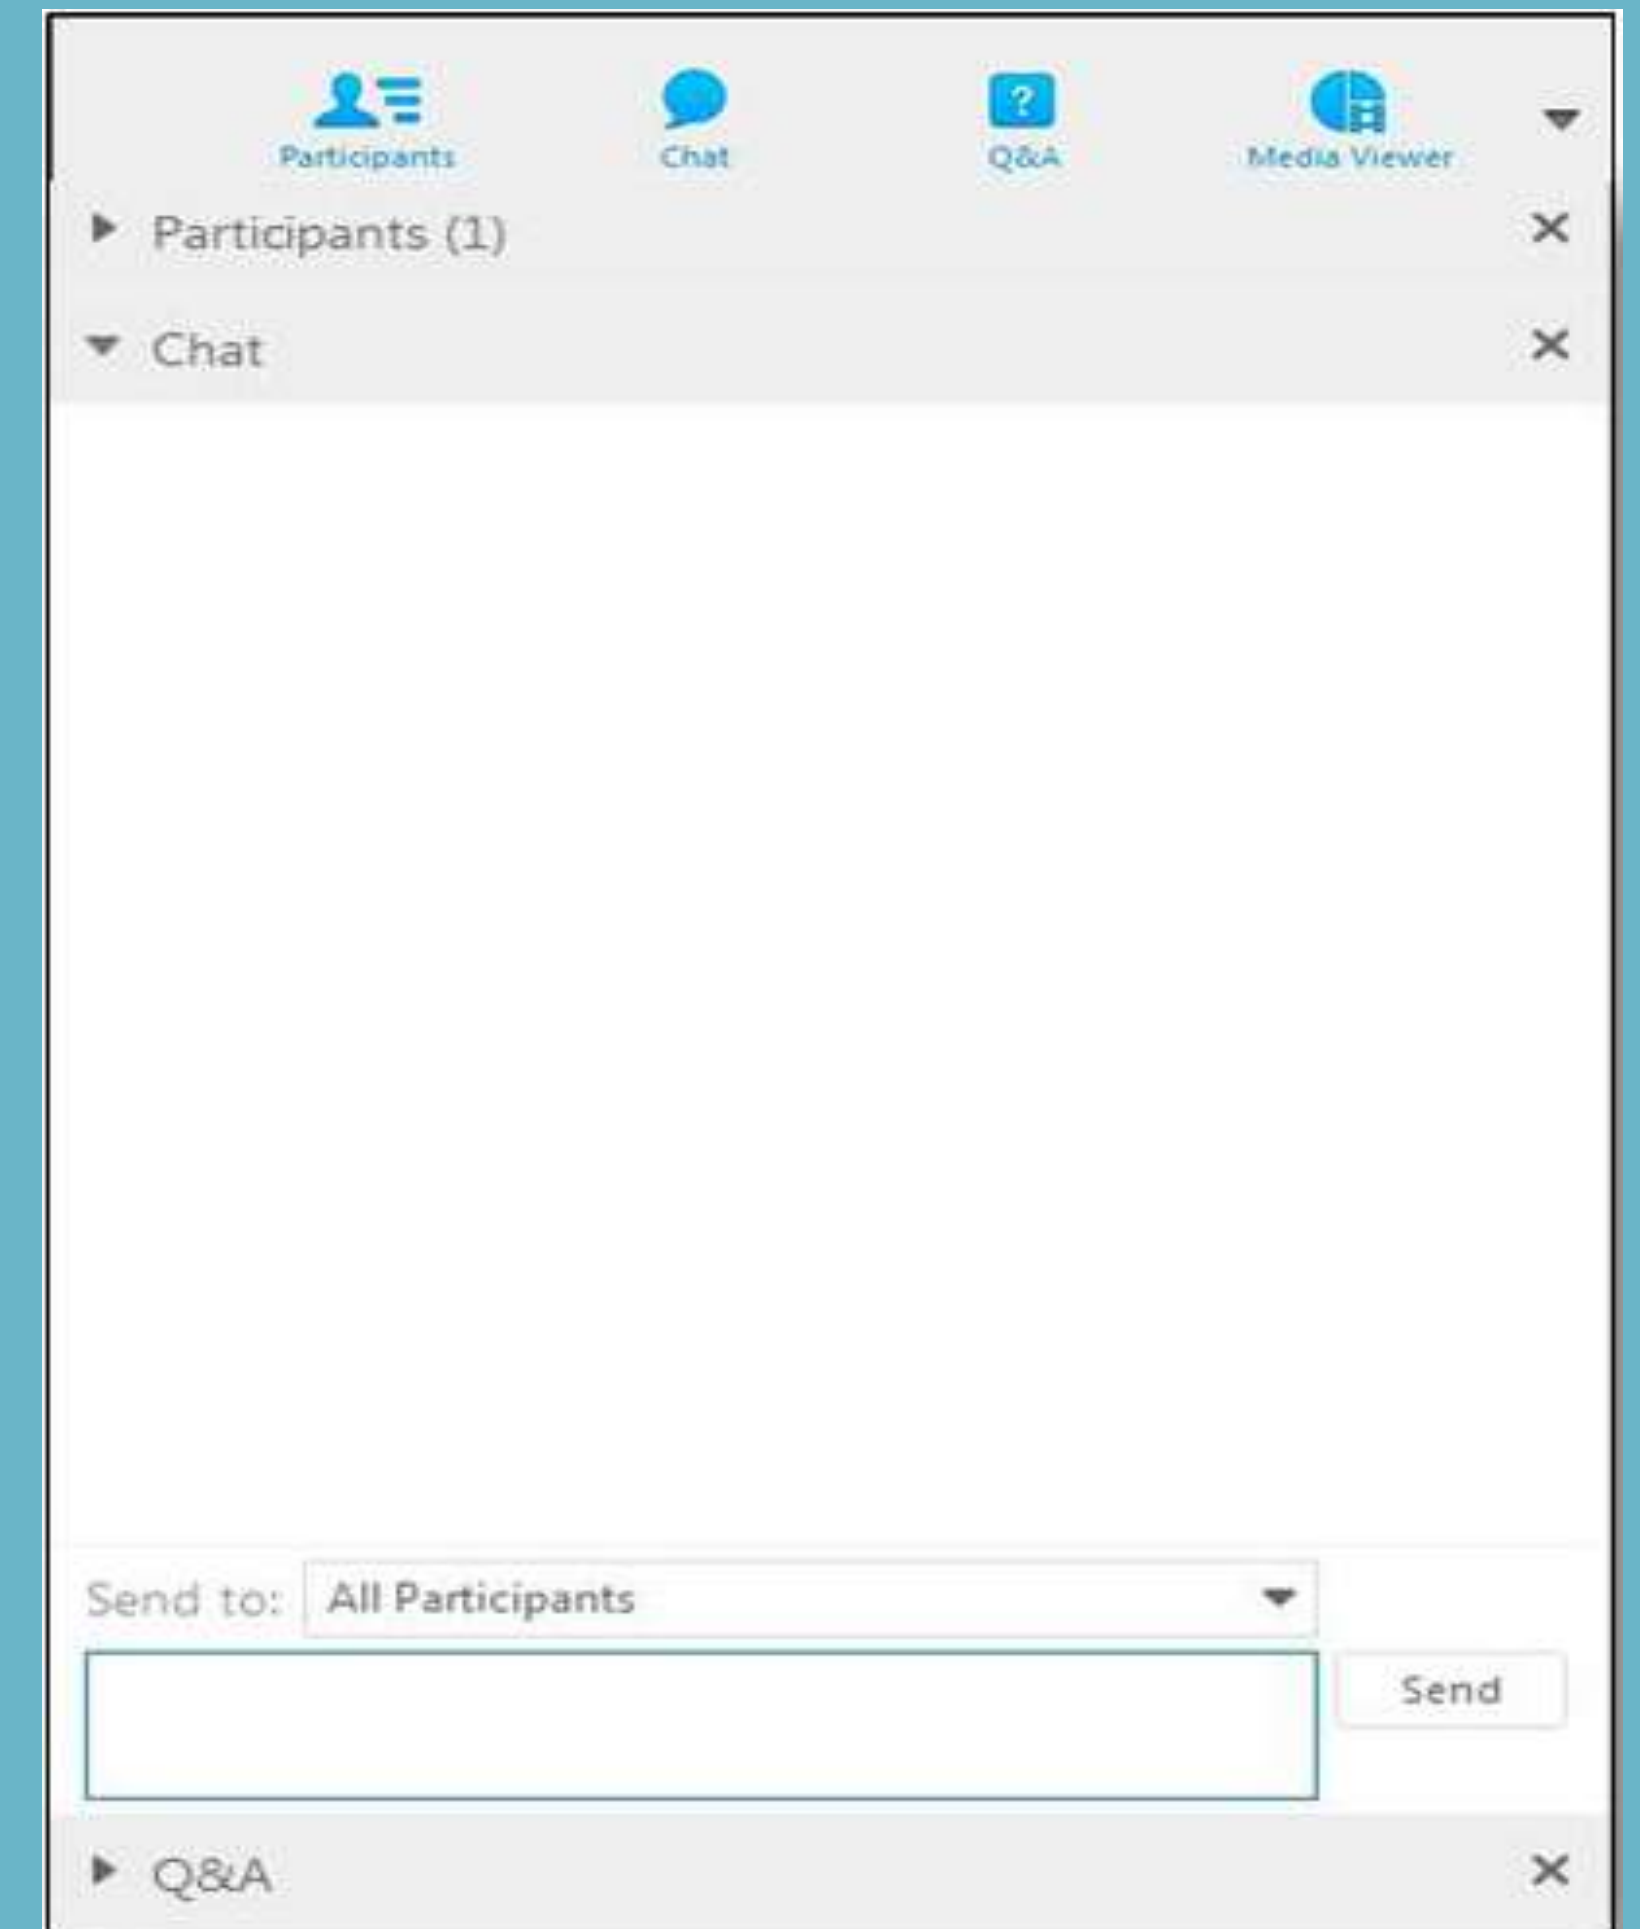 Participants Chat Q&A Media Viewer
Participants (1)
Chat
Send to: All Participants
Send
Q&A